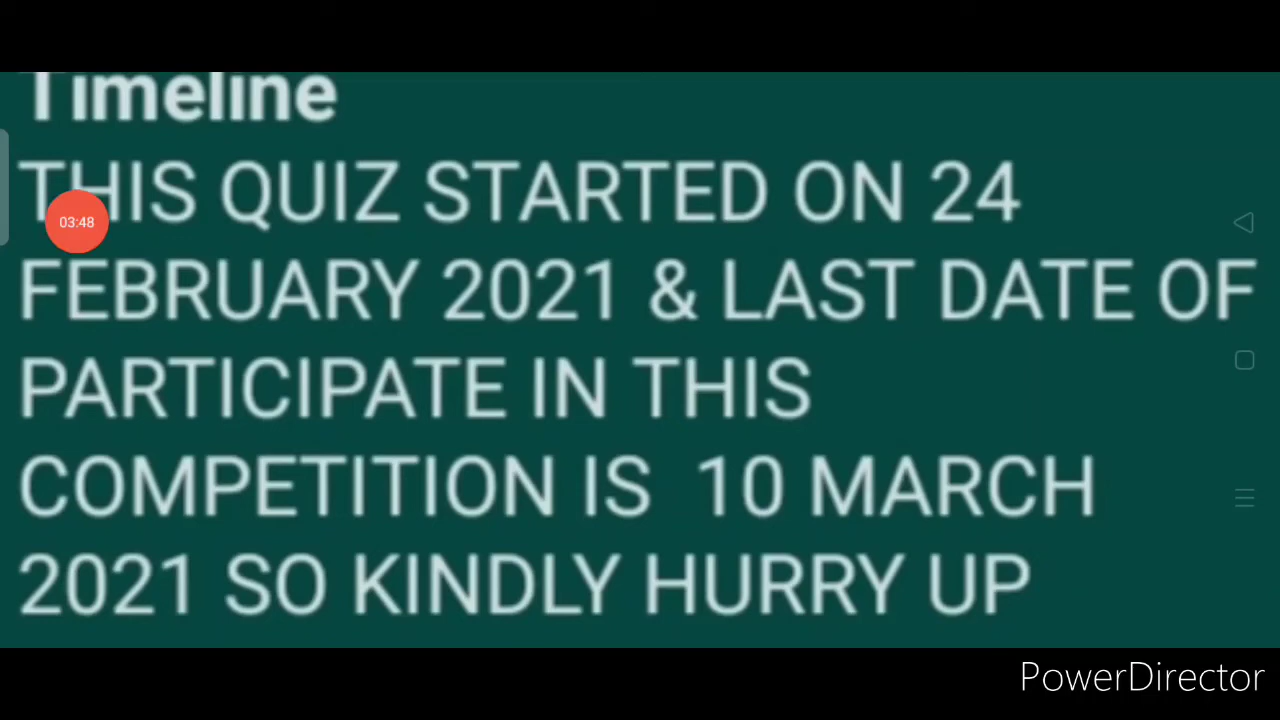 Timeline
THIS QUIZ STARTED ON 24
03:48
FEBRUARY 2021 & LAST DATE OF
PARTICIPATE IN THIS
COMPETITION IS 10 MARCH
2021 SO KINDLY HURRY UP
PowerDirector